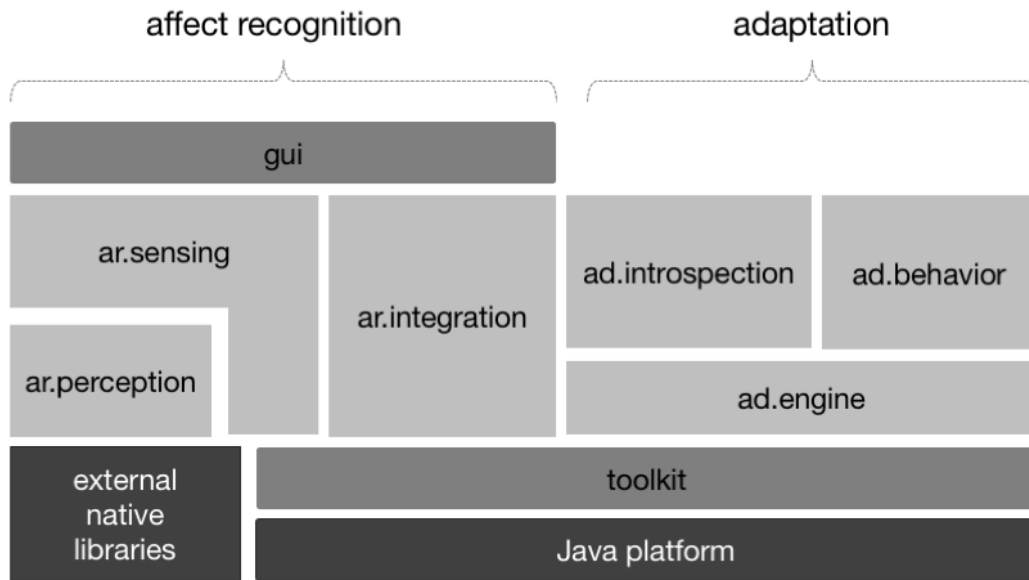 affect recognition
adaptation
gui
ar.sensing
ar.integration
ad.introspection
ad.behavior
ar.perception
ad.engine
external
native
libraries
toolkit
Java platform